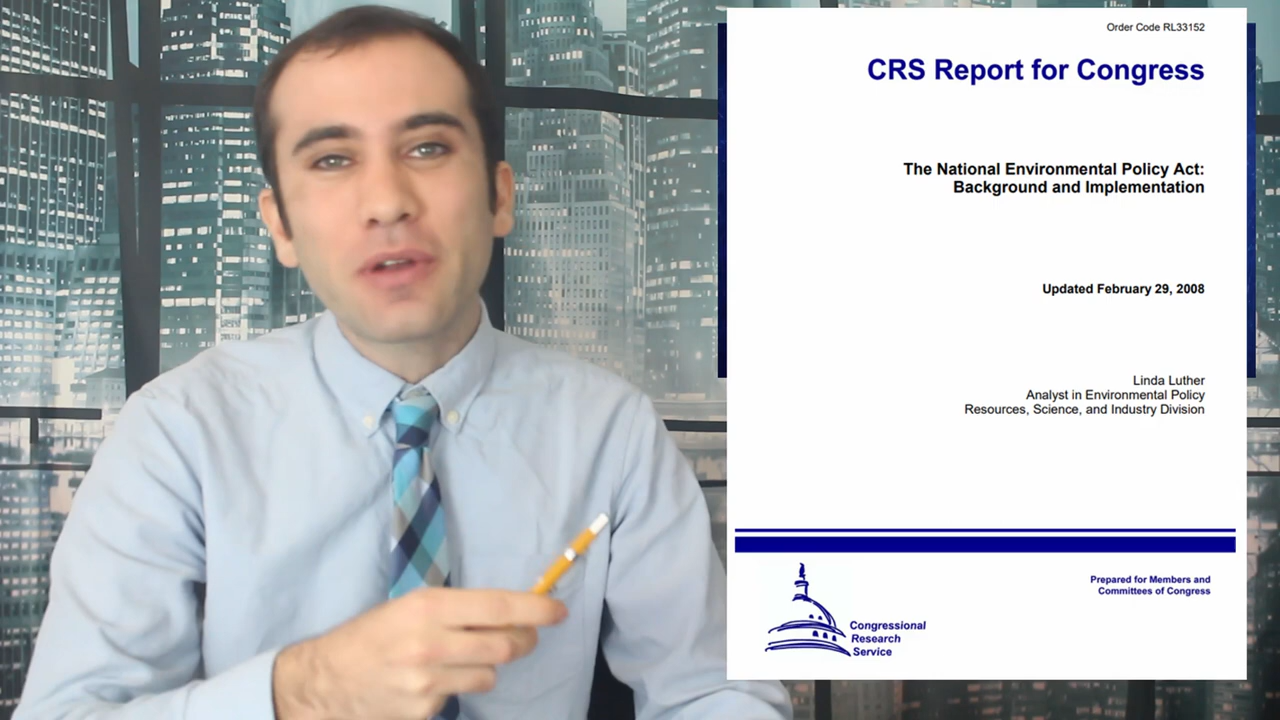 Order Code RL33152
CRS Report for Congress
The National Environmental Policy Act:
Background and Implementation
Updated February 29, 2008
Linda Luther
Analyst in Environmental Policy
Resources, Science, and Industry Division
Prepared for Members and
Committees of Congress
Congressional
Research
Service